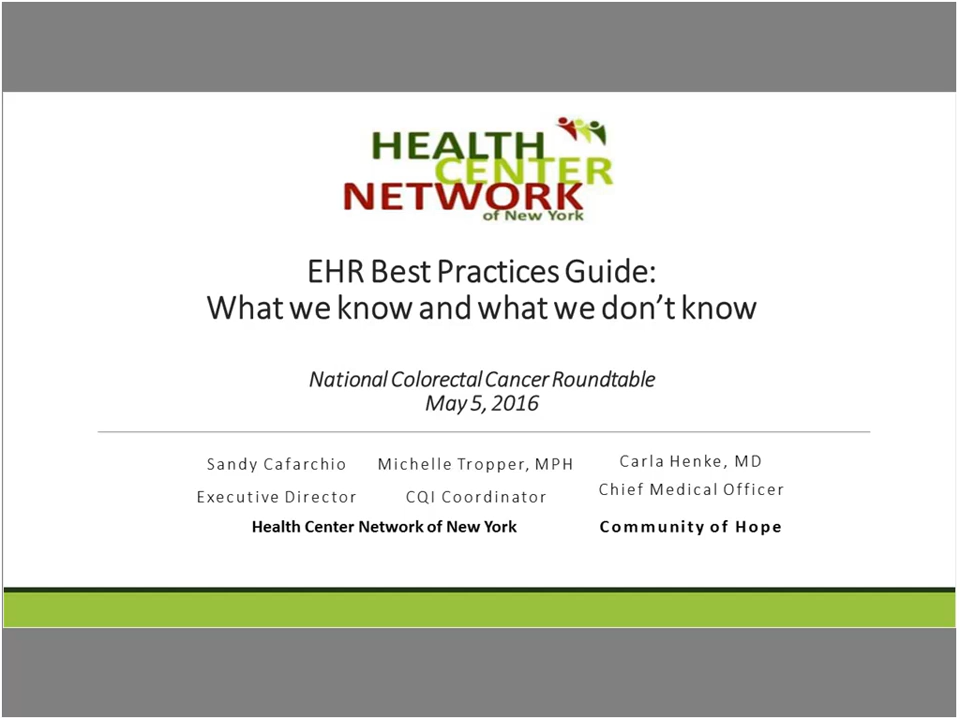 HEALTH
CENTER
NETWORK
of New York
EHR Best Practices Guide:
What we know and what we don't know
National Colorectal Cancer Roundtable
May 5, 2016
Sandy Cafarchio
Executive Director
Michelle Tropper, MPH
CQI Coordinator
Health Center Network of New York
Carla Henke, MD
Chief Medical Officer
Community of Hope